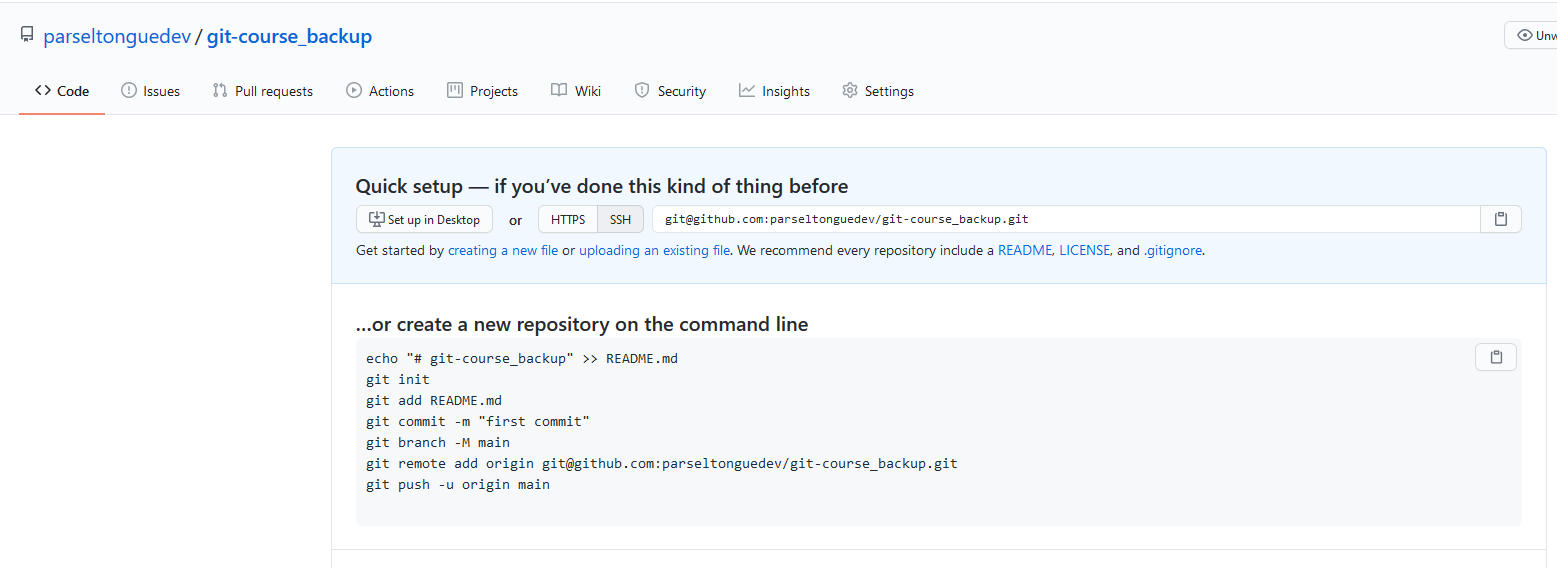 parseltonguedev / git-course_backup
Unw
Code Issues Pull requests Actions Projects Wiki Security Insights Settings
Quick setup — if you’ve done this kind of thing before
Set up in Desktop or HTTPS SSH git@github.com:parseltonguedev/git-course_backup.git
Get started by creating a new file or uploading an existing file. We recommend every repository include a README, LICENSE, and .gitignore.
…or create a new repository on the command line
echo "# git-course_backup" >> README.md
git init
git add README.md
git commit -m "first commit"
git branch -M main
git remote add origin git@github.com:parseltonguedev/git-course_backup.git
git push -u origin main